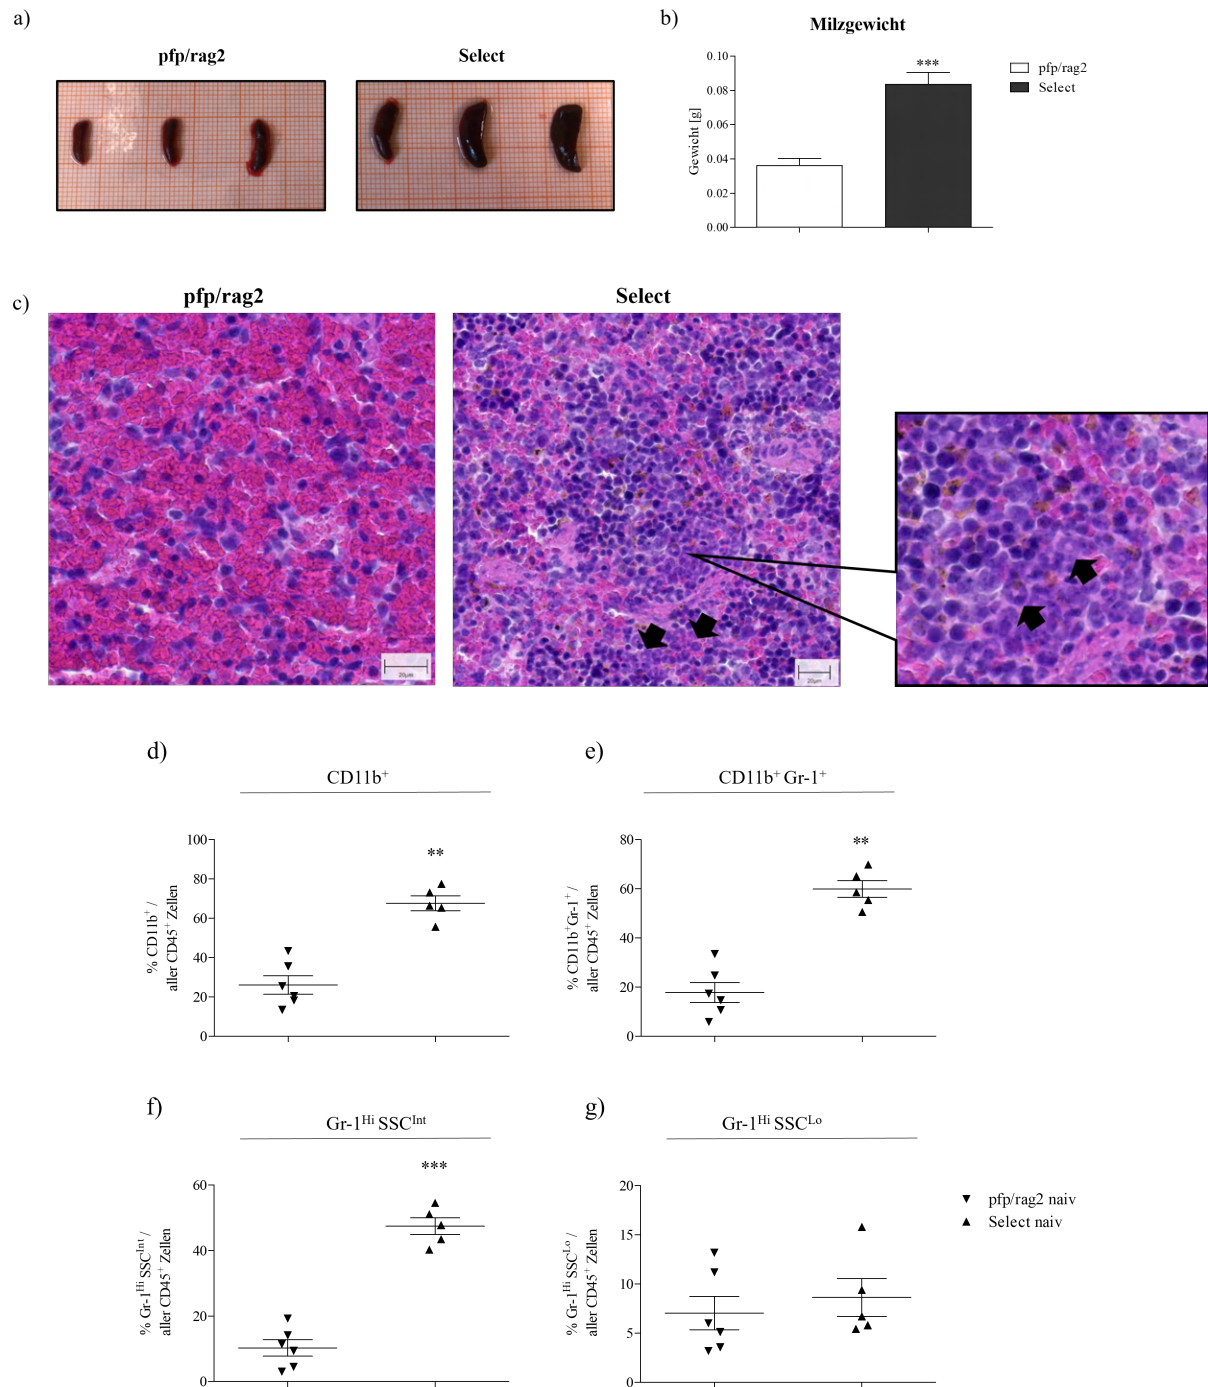 a)
pfp/rag2
Select
b)
Milzgewicht
Gewicht [g]
0.10
0.08
0.06
0.04
0.02
0.00
***
pfp/rag2
Select
c)
pfp/rag2
Select
20µm
20µm
d)
CD11b⁺
% CD11b⁺ /
aller CD45⁺ Zellen
100
80
60
40
20
0
**
e)
CD11b⁺ Gr-1⁺
% CD11b⁺Gr-1⁺ /
aller CD45⁺ Zellen
80
60
40
20
0
**
f)
Gr-1ᴴⁱ SSCᴵⁿᵗ
% Gr-1ᴴⁱ SSCᴵⁿᵗ /
aller CD45⁺ Zellen
60
40
20
0
***
g)
Gr-1ᴴⁱ SSCᴸᵒ
% Gr-1ᴴⁱ SSCᴸᵒ /
aller CD45⁺ Zellen
20
15
10
5
0
pfp/rag2 naiv
Select naiv